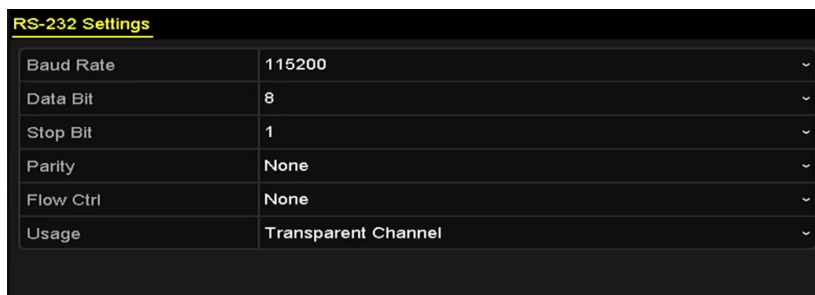 RS-232 Settings
Baud Rate 115200
Data Bit 8
Stop Bit 1
Parity None
Flow Ctrl None
Usage Transparent Channel